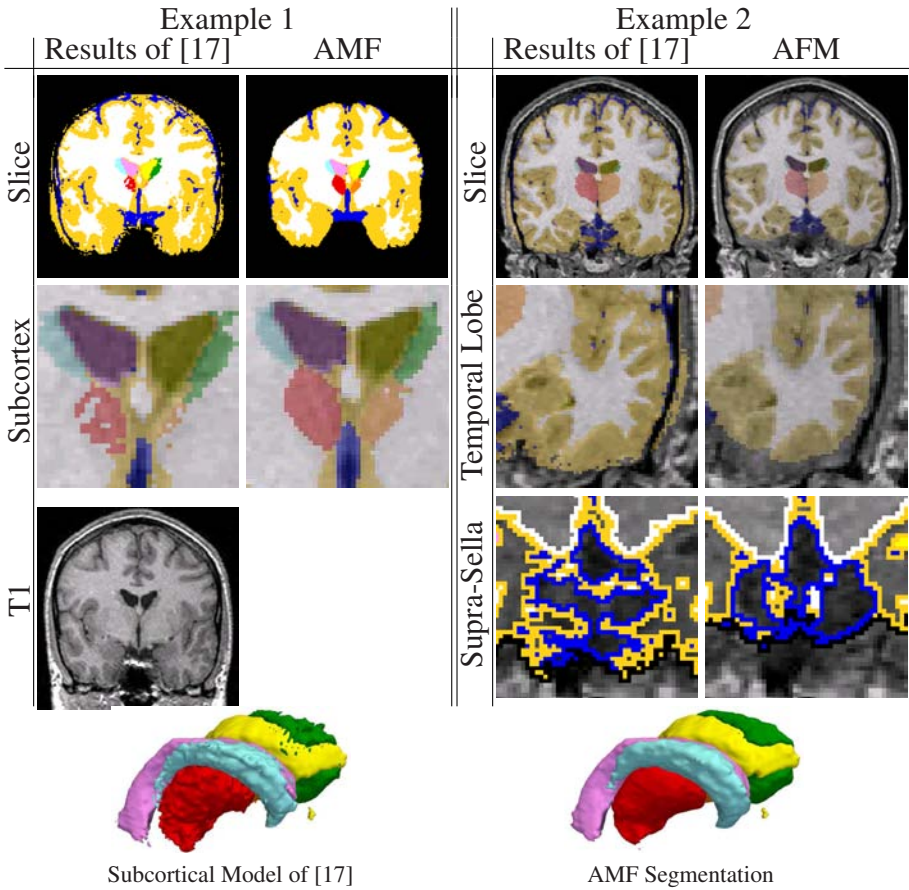 Example 1
Example 2
Results of [17]
AMF
Results of [17]
AFM
Slice
Slice
Subcortex
Temporal Lobe
T1
Supra-Sella
Subcortical Model of [17]
AMF Segmentation